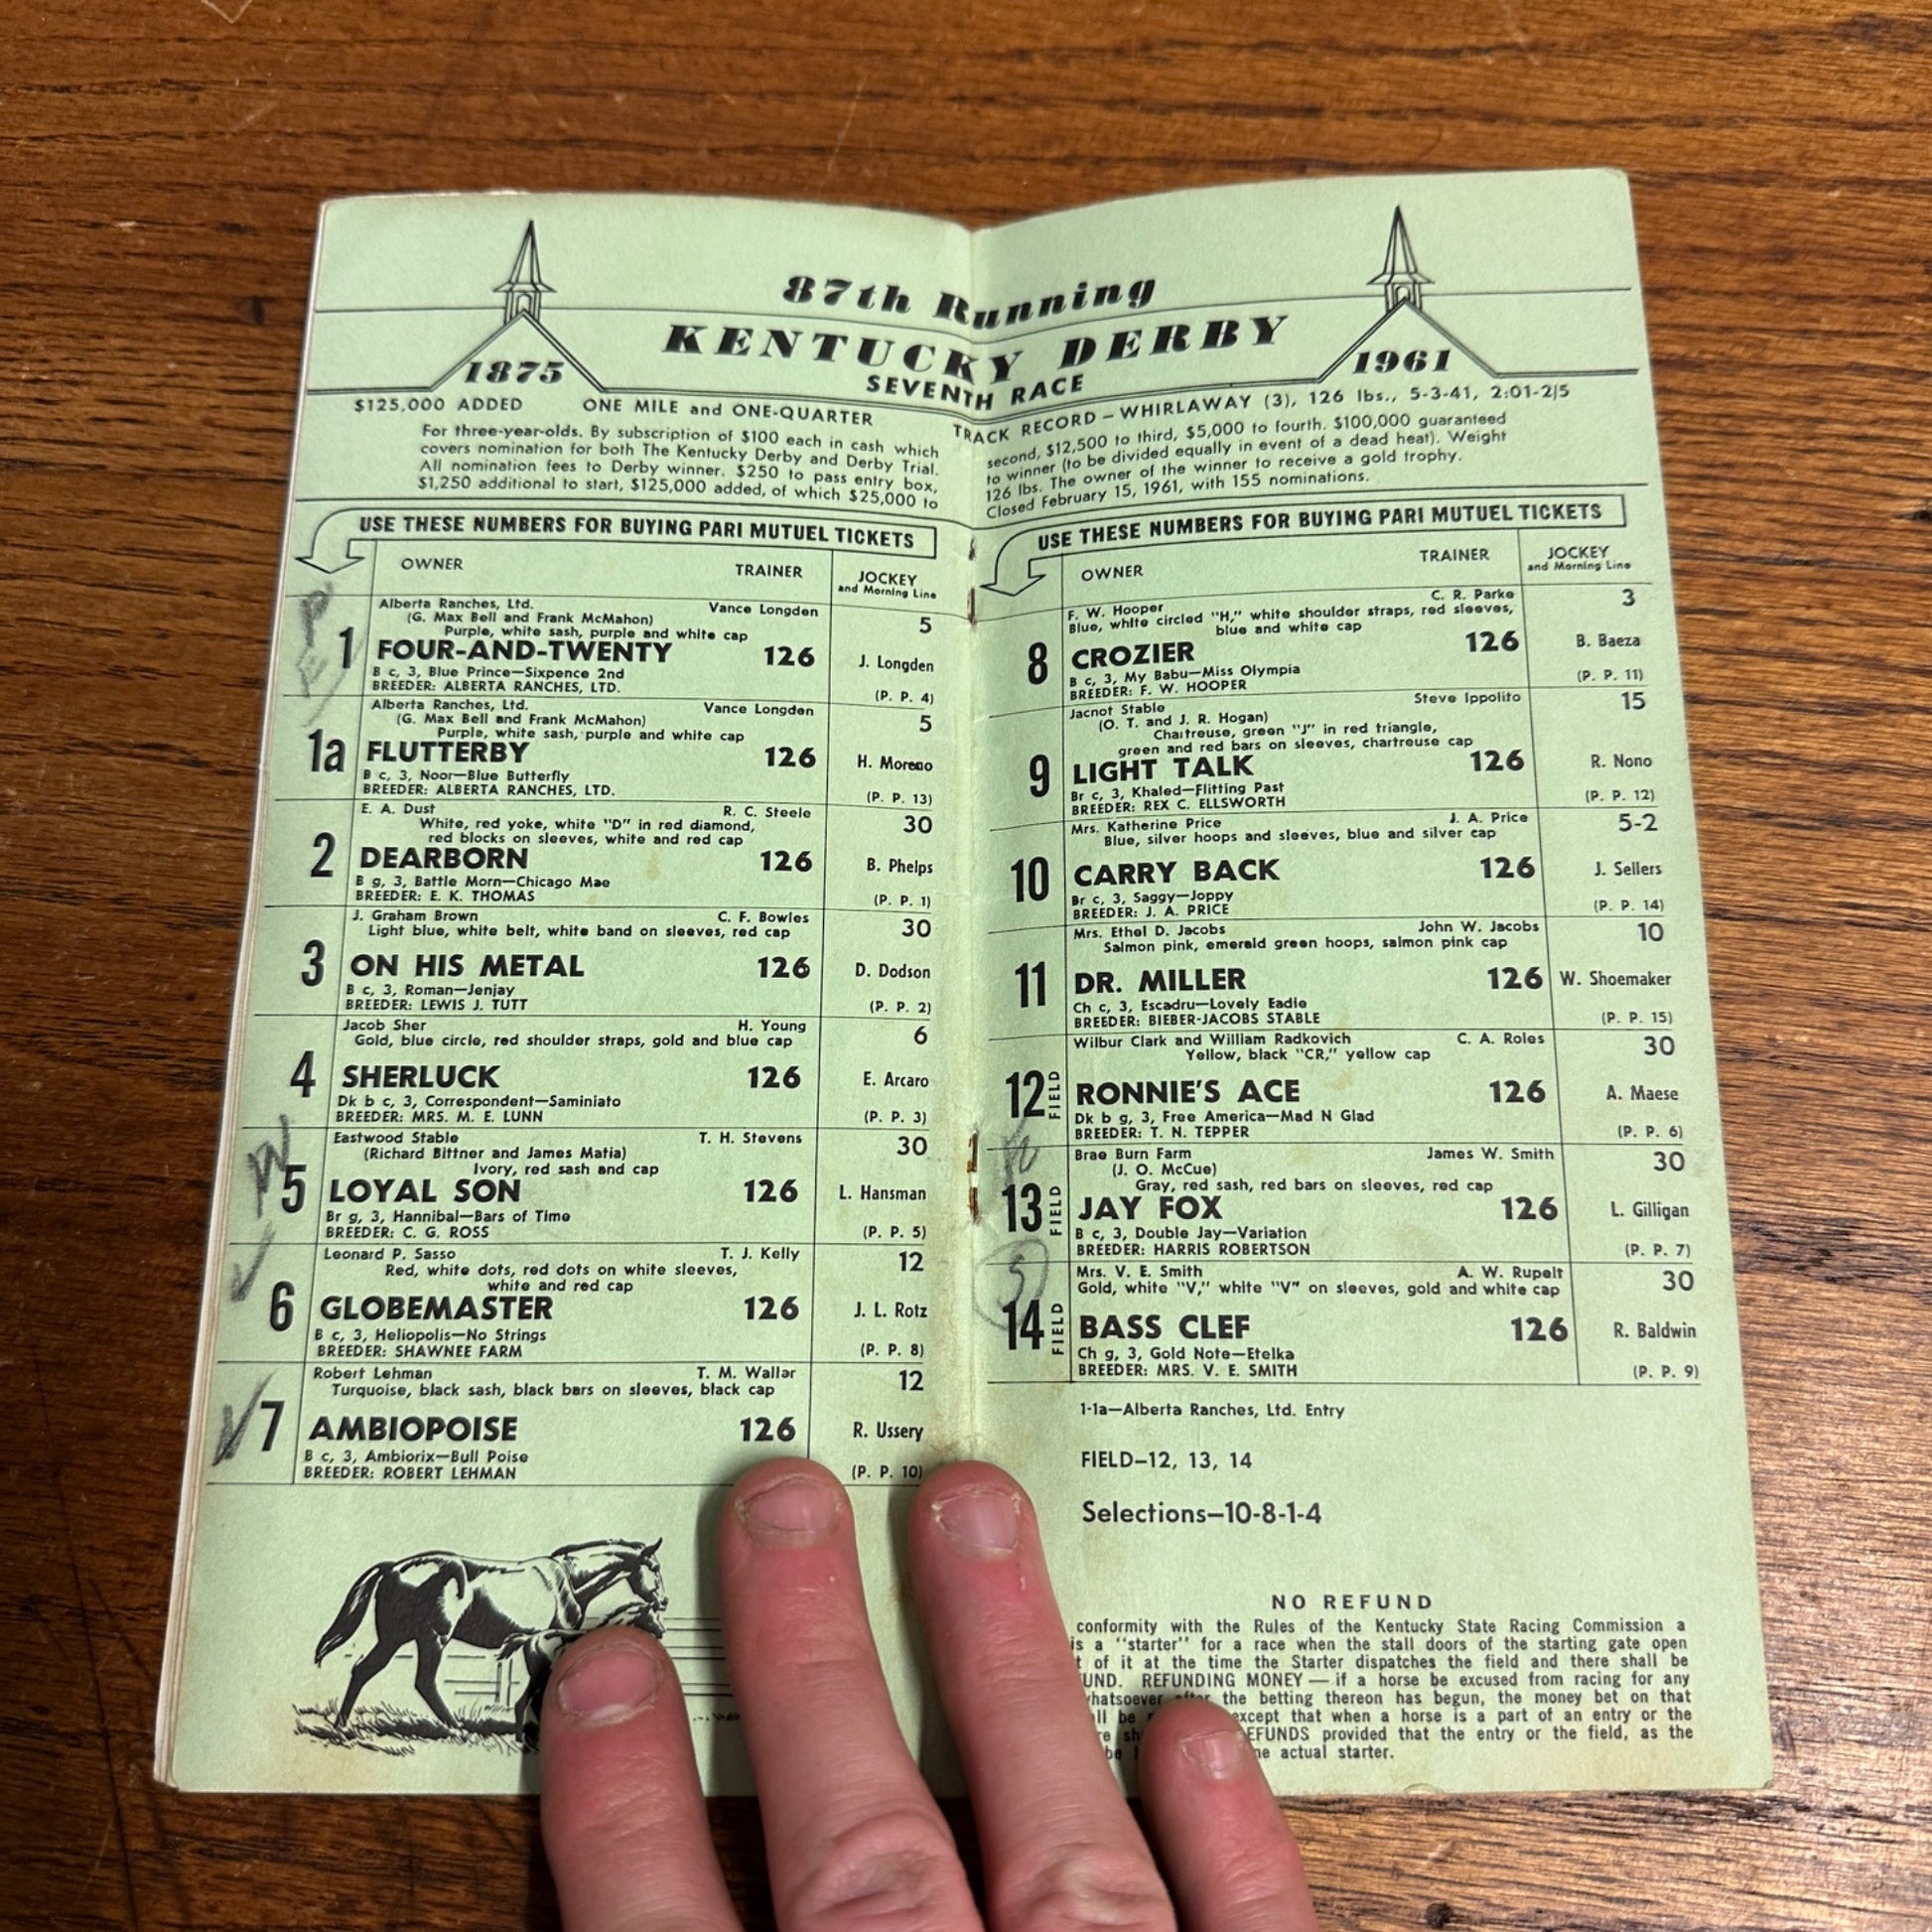 87th Running
KENTUCKY DERBY
1875
1961
SEVENTH RACE
$125,000 ADDED ONE MILE and ONE-QUARTER
TRACK RECORD – WHIRLAWAY (3), 126 lbs., 5-3-41, 2:01-2|5
For three-year-olds. By subscription of $100 each in cash which
covers nomination for both The Kentucky Derby and Derby Trial.
All nomination fees to Derby winner. $250 to pass entry box,
$1,250 additional to start, $125,000 added, of which $25,000 to
second, $12,500 to third, $5,000 to fourth. $100,000 guaranteed
to winner (to be divided equally in event of a dead heat). Weight
126 lbs. The owner of the winner to receive a gold trophy.
Closed February 15, 1961, with 155 nominations.
USE THESE NUMBERS FOR BUYING PARI MUTUEL TICKETS
OWNER TRAINER JOCKEY
and Morning Line
Alberta Ranches, Ltd. Vance Longden
(G. Max Bell and Frank McMahon) 5
Purple, white sash, purple and white cap
1 FOUR-AND-TWENTY 126 J. Longden
B c, 3, Blue Prince—Sixpence 2nd
BREEDER: ALBERTA RANCHES, LTD. (P. P. 4)
Alberta Ranches, Ltd. Vance Longden
(G. Max Bell and Frank McMahon) 5
Purple, white sash, purple and white cap
1a FLUTTERBY 126 H. Moreno
B c, 3, Noor—Blue Butterfly
BREEDER: ALBERTA RANCHES, LTD. (P. P. 13)
E. A. Dust R. C. Steele
White, red yoke, white "D" in red diamond, 30
red blocks on sleeves, white and red cap
2 DEARBORN 126 B. Phelps
B g, 3, Battle Morn—Chicago Mae
BREEDER: E. K. THOMAS (P. P. 1)
J. Graham Brown C. F. Bowles
Light blue, white belt, white band on sleeves, red cap 30
3 ON HIS METAL 126 D. Dodson
B c, 3, Roman—Jenjay
BREEDER: LEWIS J. TUTT (P. P. 2)
Jacob Sher H. Young
Gold, blue circle, red shoulder straps, gold and blue cap 6
4 SHERLUCK 126 E. Arcaro
Dk b c, 3, Correspondent—Saminiato
BREEDER: MRS. M. E. LUNN (P. P. 3)
Eastwood Stable T. H. Stevens
(Richard Bittner and James Matia) 30
Ivory, red sash and cap
5 LOYAL SON 126 L. Hansman
Br g, 3, Hannibal—Bars of Time
BREEDER: C. G. ROSS (P. P. 5)
Leonard P. Sasso T. J. Kelly
Red, white dots, red dots on white sleeves, 12
white and red cap
6 GLOBEMASTER 126 J. L. Rotz
B c, 3, Heliopolis—No Strings
BREEDER: SHAWNEE FARM (P. P. 8)
Robert Lehman T. M. Waller
Turquoise, black sash, black bars on sleeves, black cap 12
7 AMBIOPOISE 126 R. Ussery
B c, 3, Ambiorix—Bull Poise
BREEDER: ROBERT LEHMAN (P. P. 10)
USE THESE NUMBERS FOR BUYING PARI MUTUEL TICKETS
OWNER TRAINER JOCKEY
and Morning Line
F. W. Hooper C. R. Parke 3
Blue, white circled "H," white shoulder straps, red sleeves,
blue and white cap
8 CROZIER 126 B. Baeza
B c, 3, My Babu—Miss Olympia
BREEDER: F. W. HOOPER (P. P. 11)
Jacnot Stable Steve Ippolito
(O. T. and J. R. Hogan) 15
Chartreuse, green "J" in red triangle,
green and red bars on sleeves, chartreuse cap
9 LIGHT TALK 126 R. Nono
Br c, 3, Khaled—Flitting Past
BREEDER: REX C. ELLSWORTH (P. P. 12)
Mrs. Katherine Price J. A. Price
Blue, silver hoops and sleeves, blue and silver cap 5-2
10 CARRY BACK 126 J. Sellers
Br c, 3, Saggy—Joppy
BREEDER: J. A. PRICE (P. P. 14)
Mrs. Ethel D. Jacobs John W. Jacobs
Salmon pink, emerald green hoops, salmon pink cap 10
11 DR. MILLER 126 W. Shoemaker
Ch c, 3, Escadru—Lovely Eadie
BREEDER: BIEBER-JACOBS STABLE (P. P. 15)
Wilbur Clark and William Radkovich C. A. Roles
Yellow, black "CR," yellow cap 30
12 FIELD RONNIE'S ACE 126 A. Maese
Dk b g, 3, Free America—Mad N Glad
BREEDER: T. N. TEPPER (P. P. 6)
Brae Burn Farm James W. Smith
(J. O. McCue) 30
Gray, red sash, red bars on sleeves, red cap
13 FIELD JAY FOX 126 L. Gilligan
B c, 3, Double Jay—Variation
BREEDER: HARRIS ROBERTSON (P. P. 7)
Mrs. V. E. Smith A. W. Rupelt
Gold, white "V," white "V" on sleeves, gold and white cap 30
14 FIELD BASS CLEF 126 R. Baldwin
Ch g, 3, Gold Note—Etelka
BREEDER: MRS. V. E. SMITH (P. P. 9)
1-1a—Alberta Ranches, Ltd. Entry
FIELD—12, 13, 14
Selections—10-8-1-4
NO REFUND
conformity with the Rules of the Kentucky State Racing Commission a
is a "starter" for a race when the stall doors of the starting gate open
of it at the time the Starter dispatches the field and there shall be
REFUNDING MONEY — if a horse be excused from racing for any
the betting thereon has begun, the money bet on that
be except that when a horse is a part of an entry or the
provided that the entry or the field, as the
actual starter.